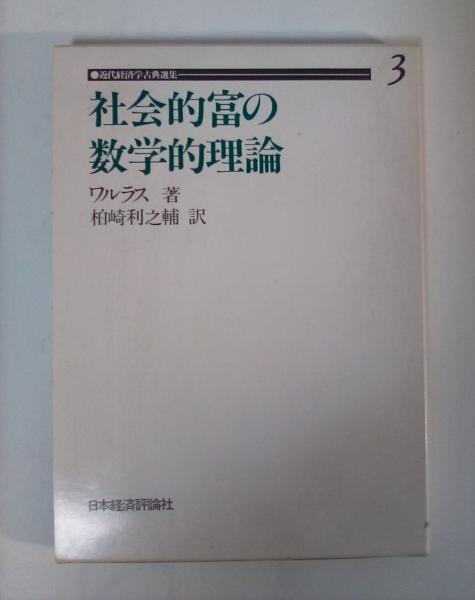 ●近代経済学古典選集 3
社会的富の
数学的理論
ワルラス 著
柏崎利之輔 訳
日本経済評論社